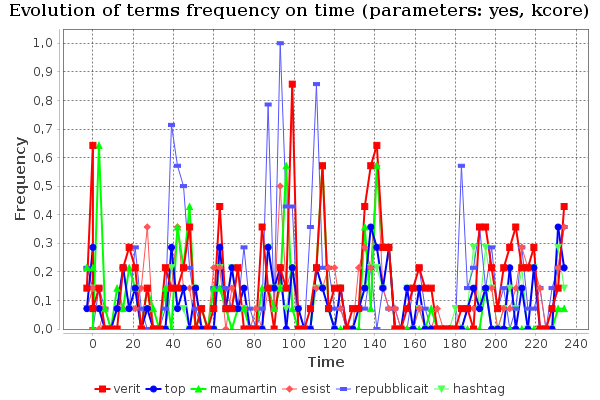 Evolution of terms frequency on time (parameters: yes, kcore)
1,0
0,9
0,8
0,7
0,6
0,5
0,4
0,3
0,2
0,1
0,0
Frequency
0 20 40 60 80 100 120 140 160 180 200 220 240
Time
verit top maumartin esist repubblicait hashtag